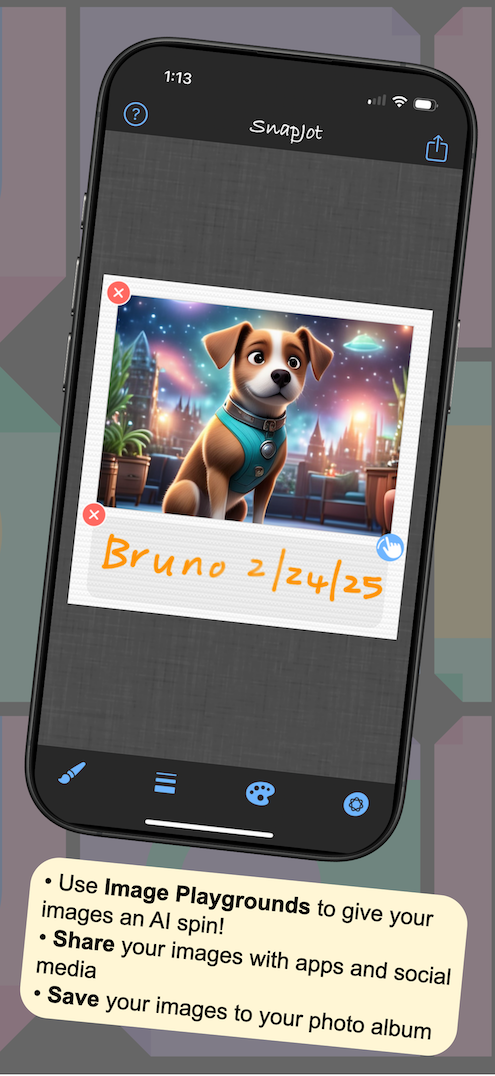 1:13
SnapJot
Bruno 2/24/25
• Use Image Playgrounds to give your
images an AI spin!
• Share your images with apps and social
media
• Save your images to your photo album